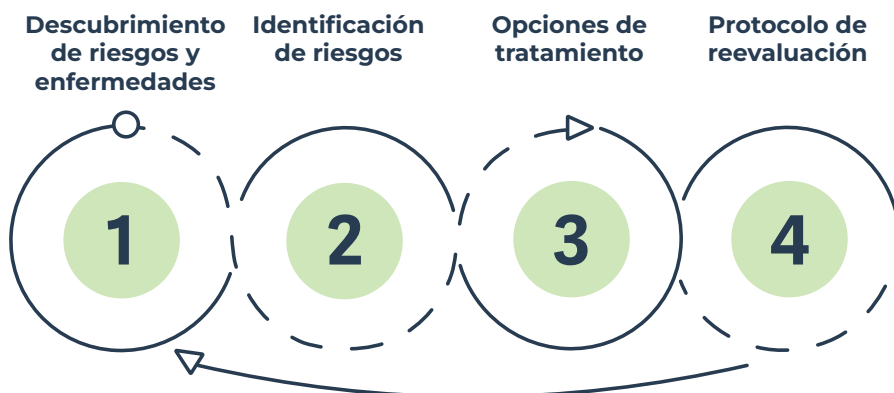 Descubrimiento
de riesgos y
enfermedades
Identificación
de riesgos
Opciones de
tratamiento
Protocolo de
reevaluación
1
2
3
4